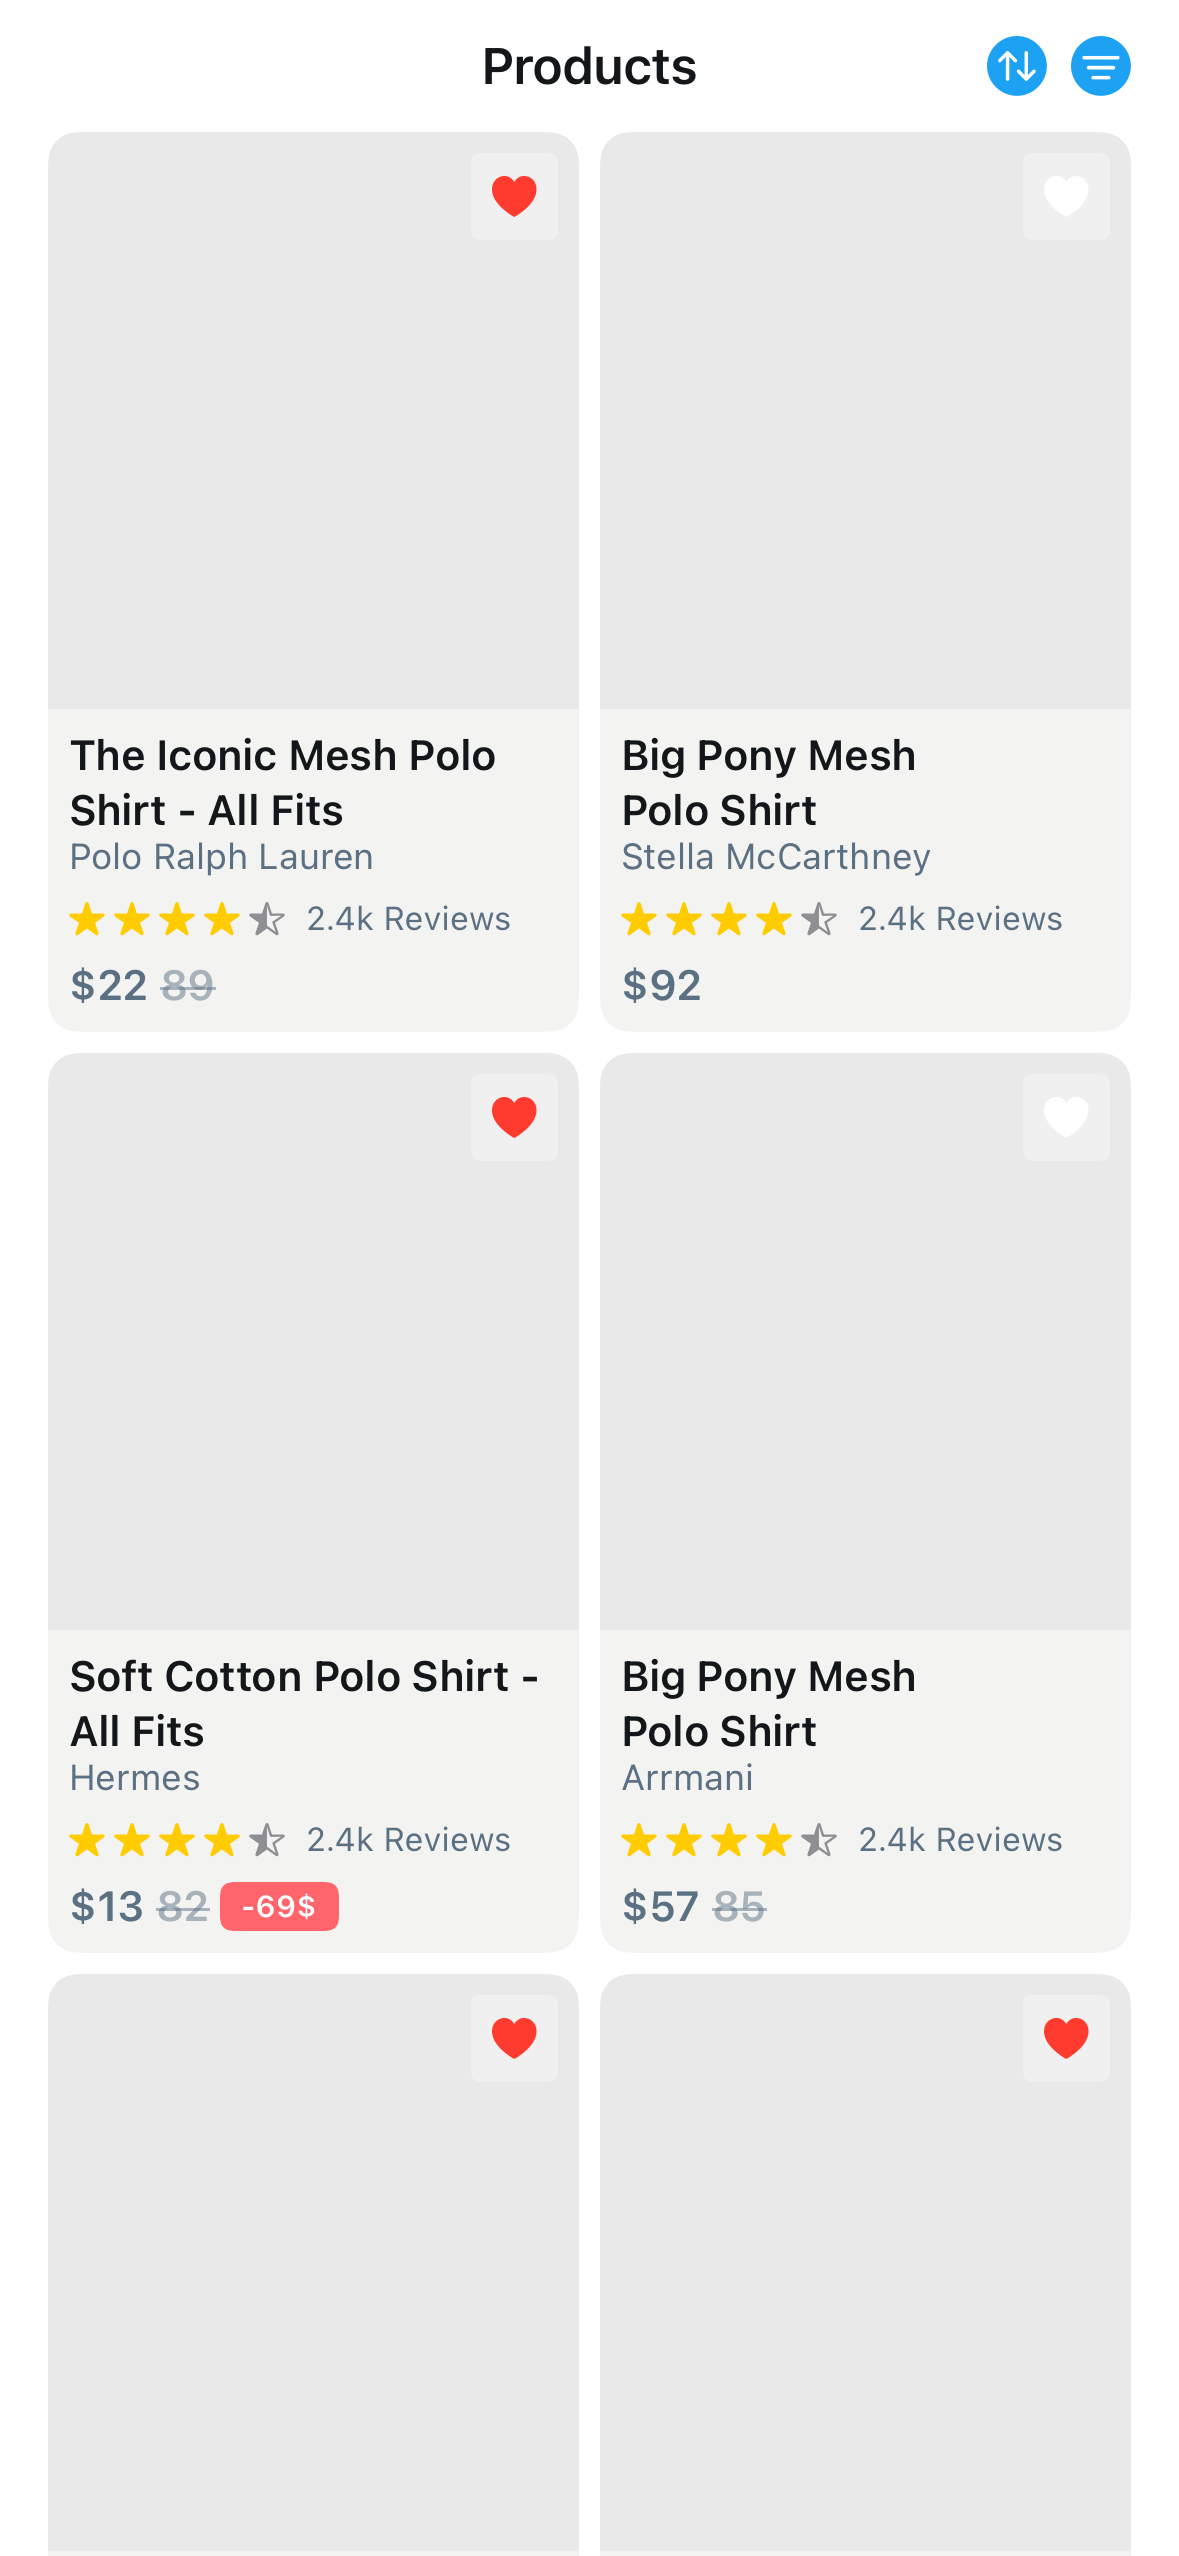 Products
The Iconic Mesh Polo
Shirt - All Fits
Polo Ralph Lauren
2.4k Reviews
$22 89
Big Pony Mesh
Polo Shirt
Stella McCarthney
2.4k Reviews
$92
Soft Cotton Polo Shirt -
All Fits
Hermes
2.4k Reviews
$13 82 -69$
Big Pony Mesh
Polo Shirt
Arrmani
2.4k Reviews
$57 85